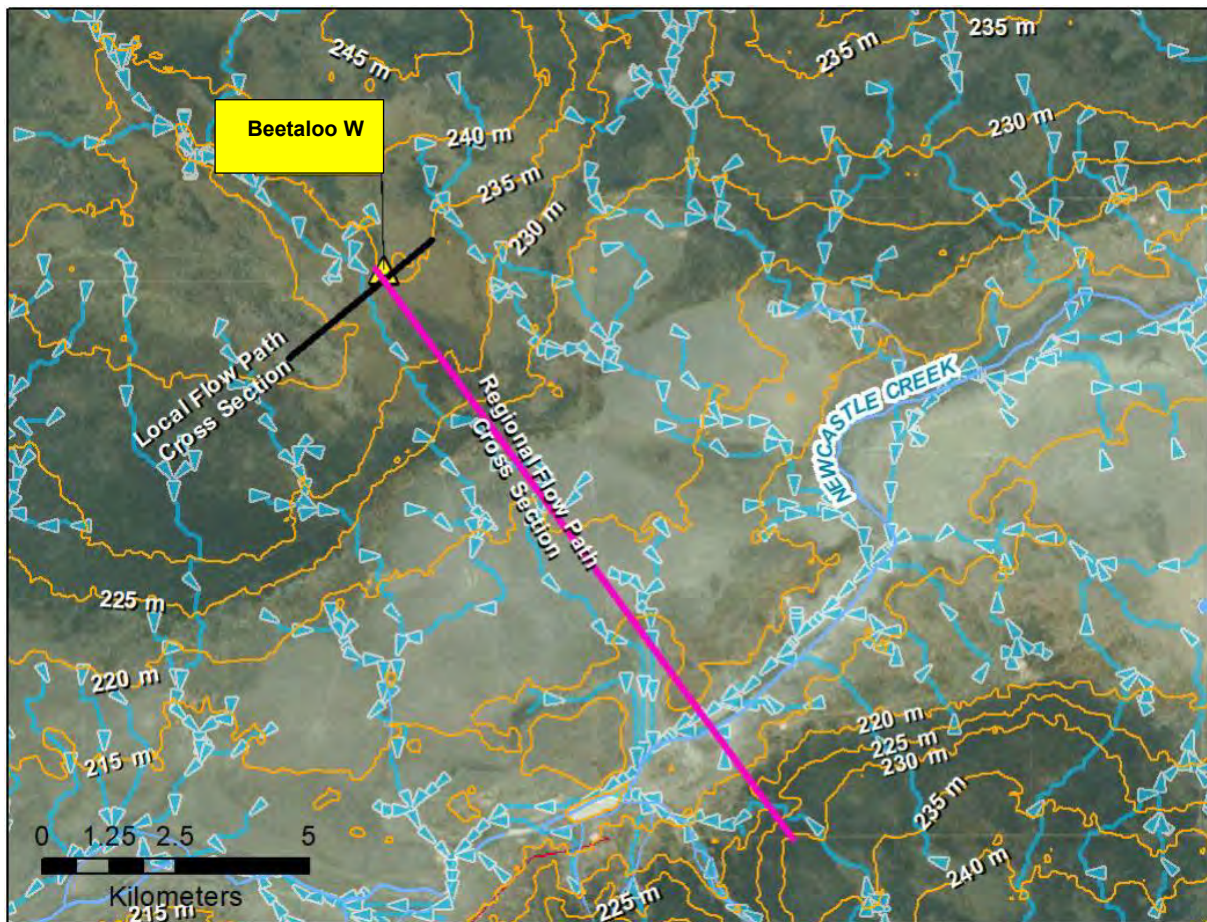 245 m
235 m
235 m
Beetaloo W
240 m
230 m
235 m
230 m
Local Flow Path
Cross Section
Regional Flow Path
Cross Section
NEWCASTLE CREEK
225 m
220 m
215 m
220 m
225 m
230 m
235 m
240 m
0 1.25 2.5 5
Kilometers
215 m
225 m